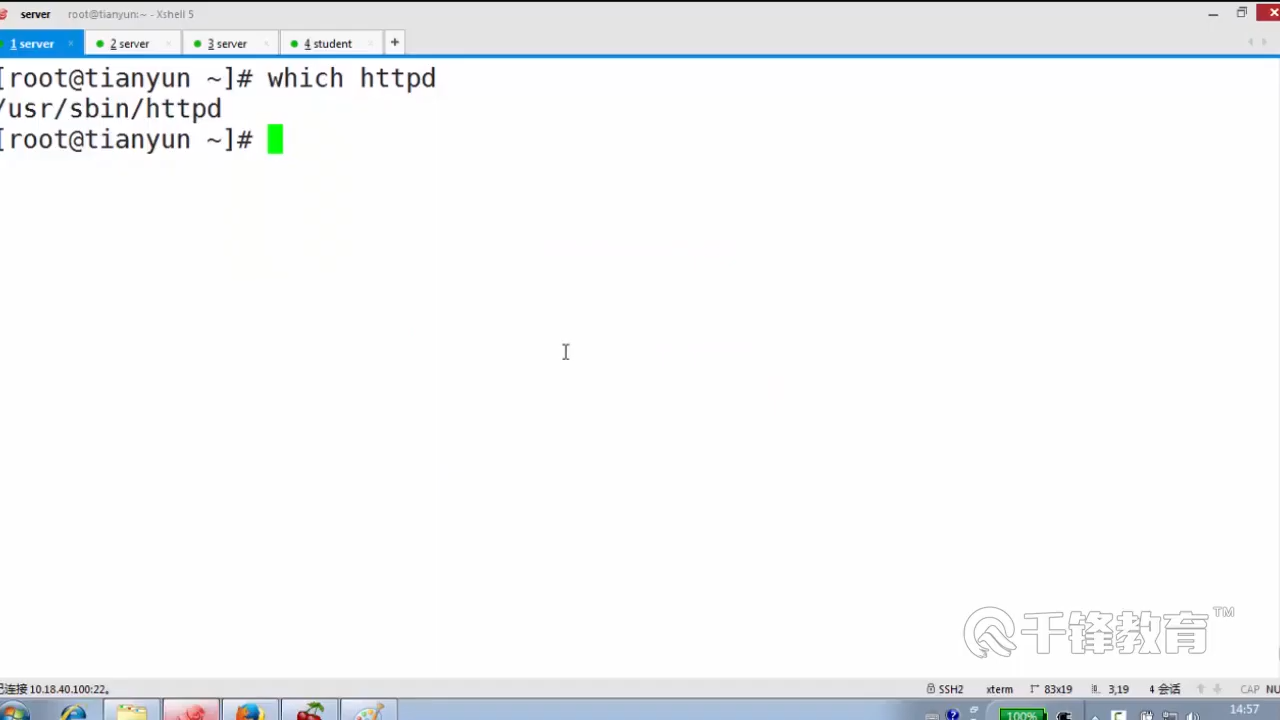 server root@tianyun:~ - Xshell 5
1 server
2 server
3 server
4 student
+
[root@tianyun ~]# which httpd
/usr/sbin/httpd
[root@tianyun ~]#
千锋教育™
已连接 10.18.40.100:22。
SSH2 xterm 83x19 3,19 4 会话 CAP NU
100%
14:57